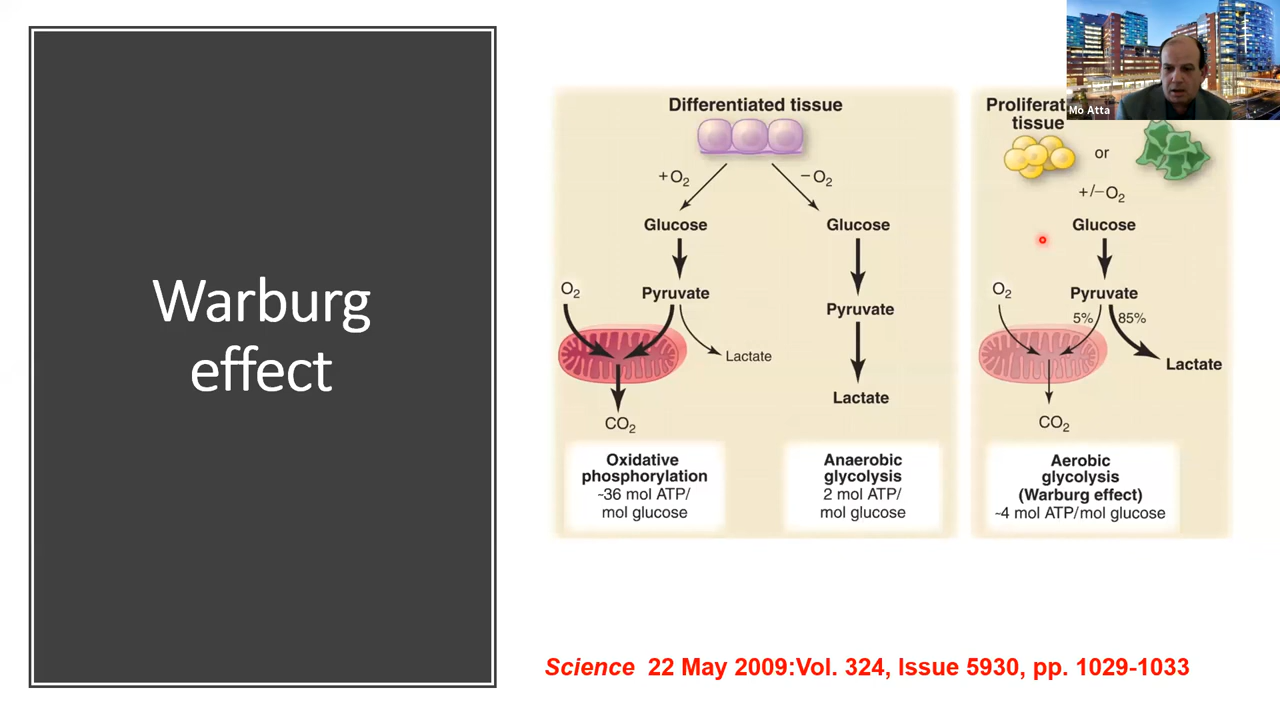 Warburg
effect
Mo Atta
Differentiated tissue
+O₂
−O₂
Glucose
Glucose
O₂
Pyruvate
Pyruvate
Lactate
Lactate
CO₂
Oxidative
phosphorylation
~36 mol ATP/
mol glucose
Anaerobic
glycolysis
2 mol ATP/
mol glucose
tissue
or
+/−O₂
Glucose
O₂
Pyruvate
5%
85%
Lactate
CO₂
Aerobic
glycolysis
(Warburg effect)
~4 mol ATP/mol glucose
Science 22 May 2009:Vol. 324, Issue 5930, pp. 1029-1033